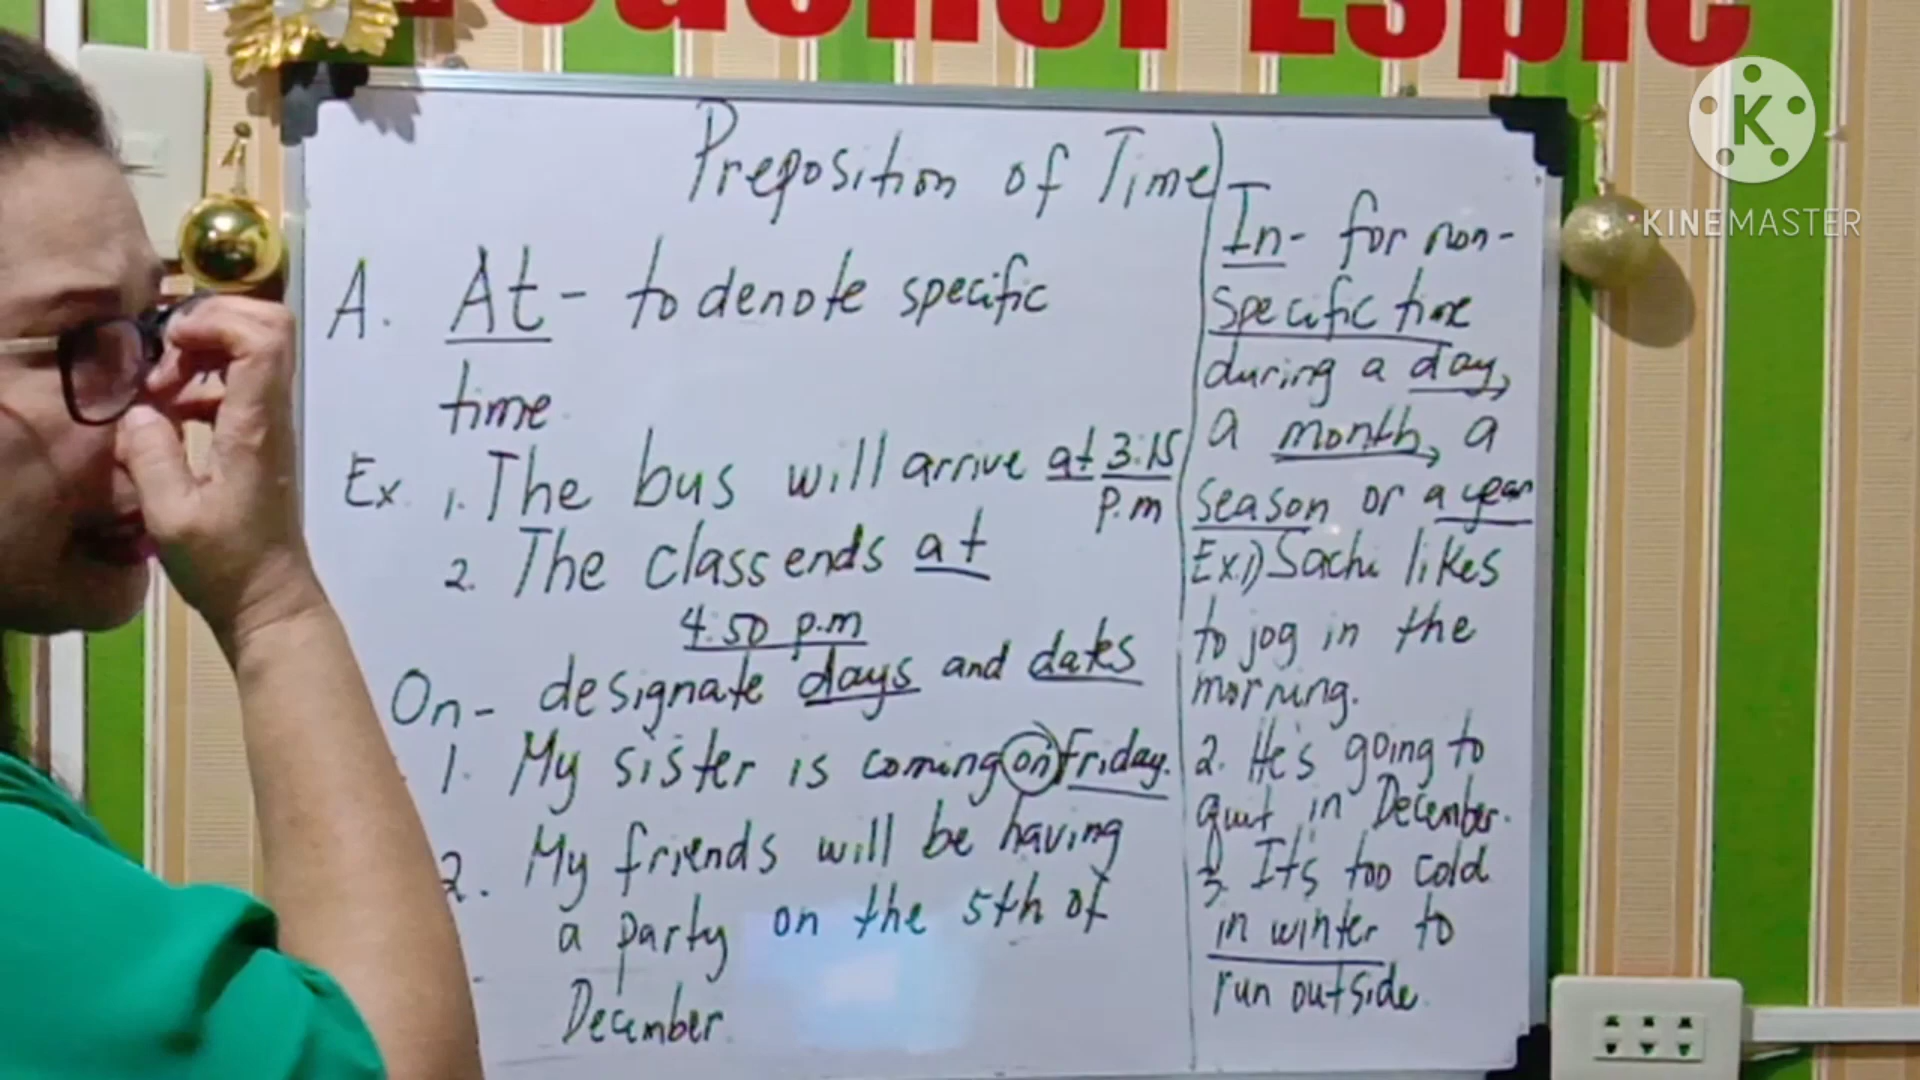 Teacher Espie
K
KINEMASTER
Preposition of Time
A. At - to denote specific
time
Ex. 1. The bus will arrive at 3:15
p.m
2. The class ends at
4:50 p.m
On - designate days and dates
1. My sister is coming on Friday.
2. My friends will be having
a party on the 5th of
December.
In - for non-
specific time
during a day,
a month, a
season or a year
Ex. 1) Sachi likes
to jog in the
morning.
2. He's going to
quit in December.
3. It's too cold
in winter to
run outside.